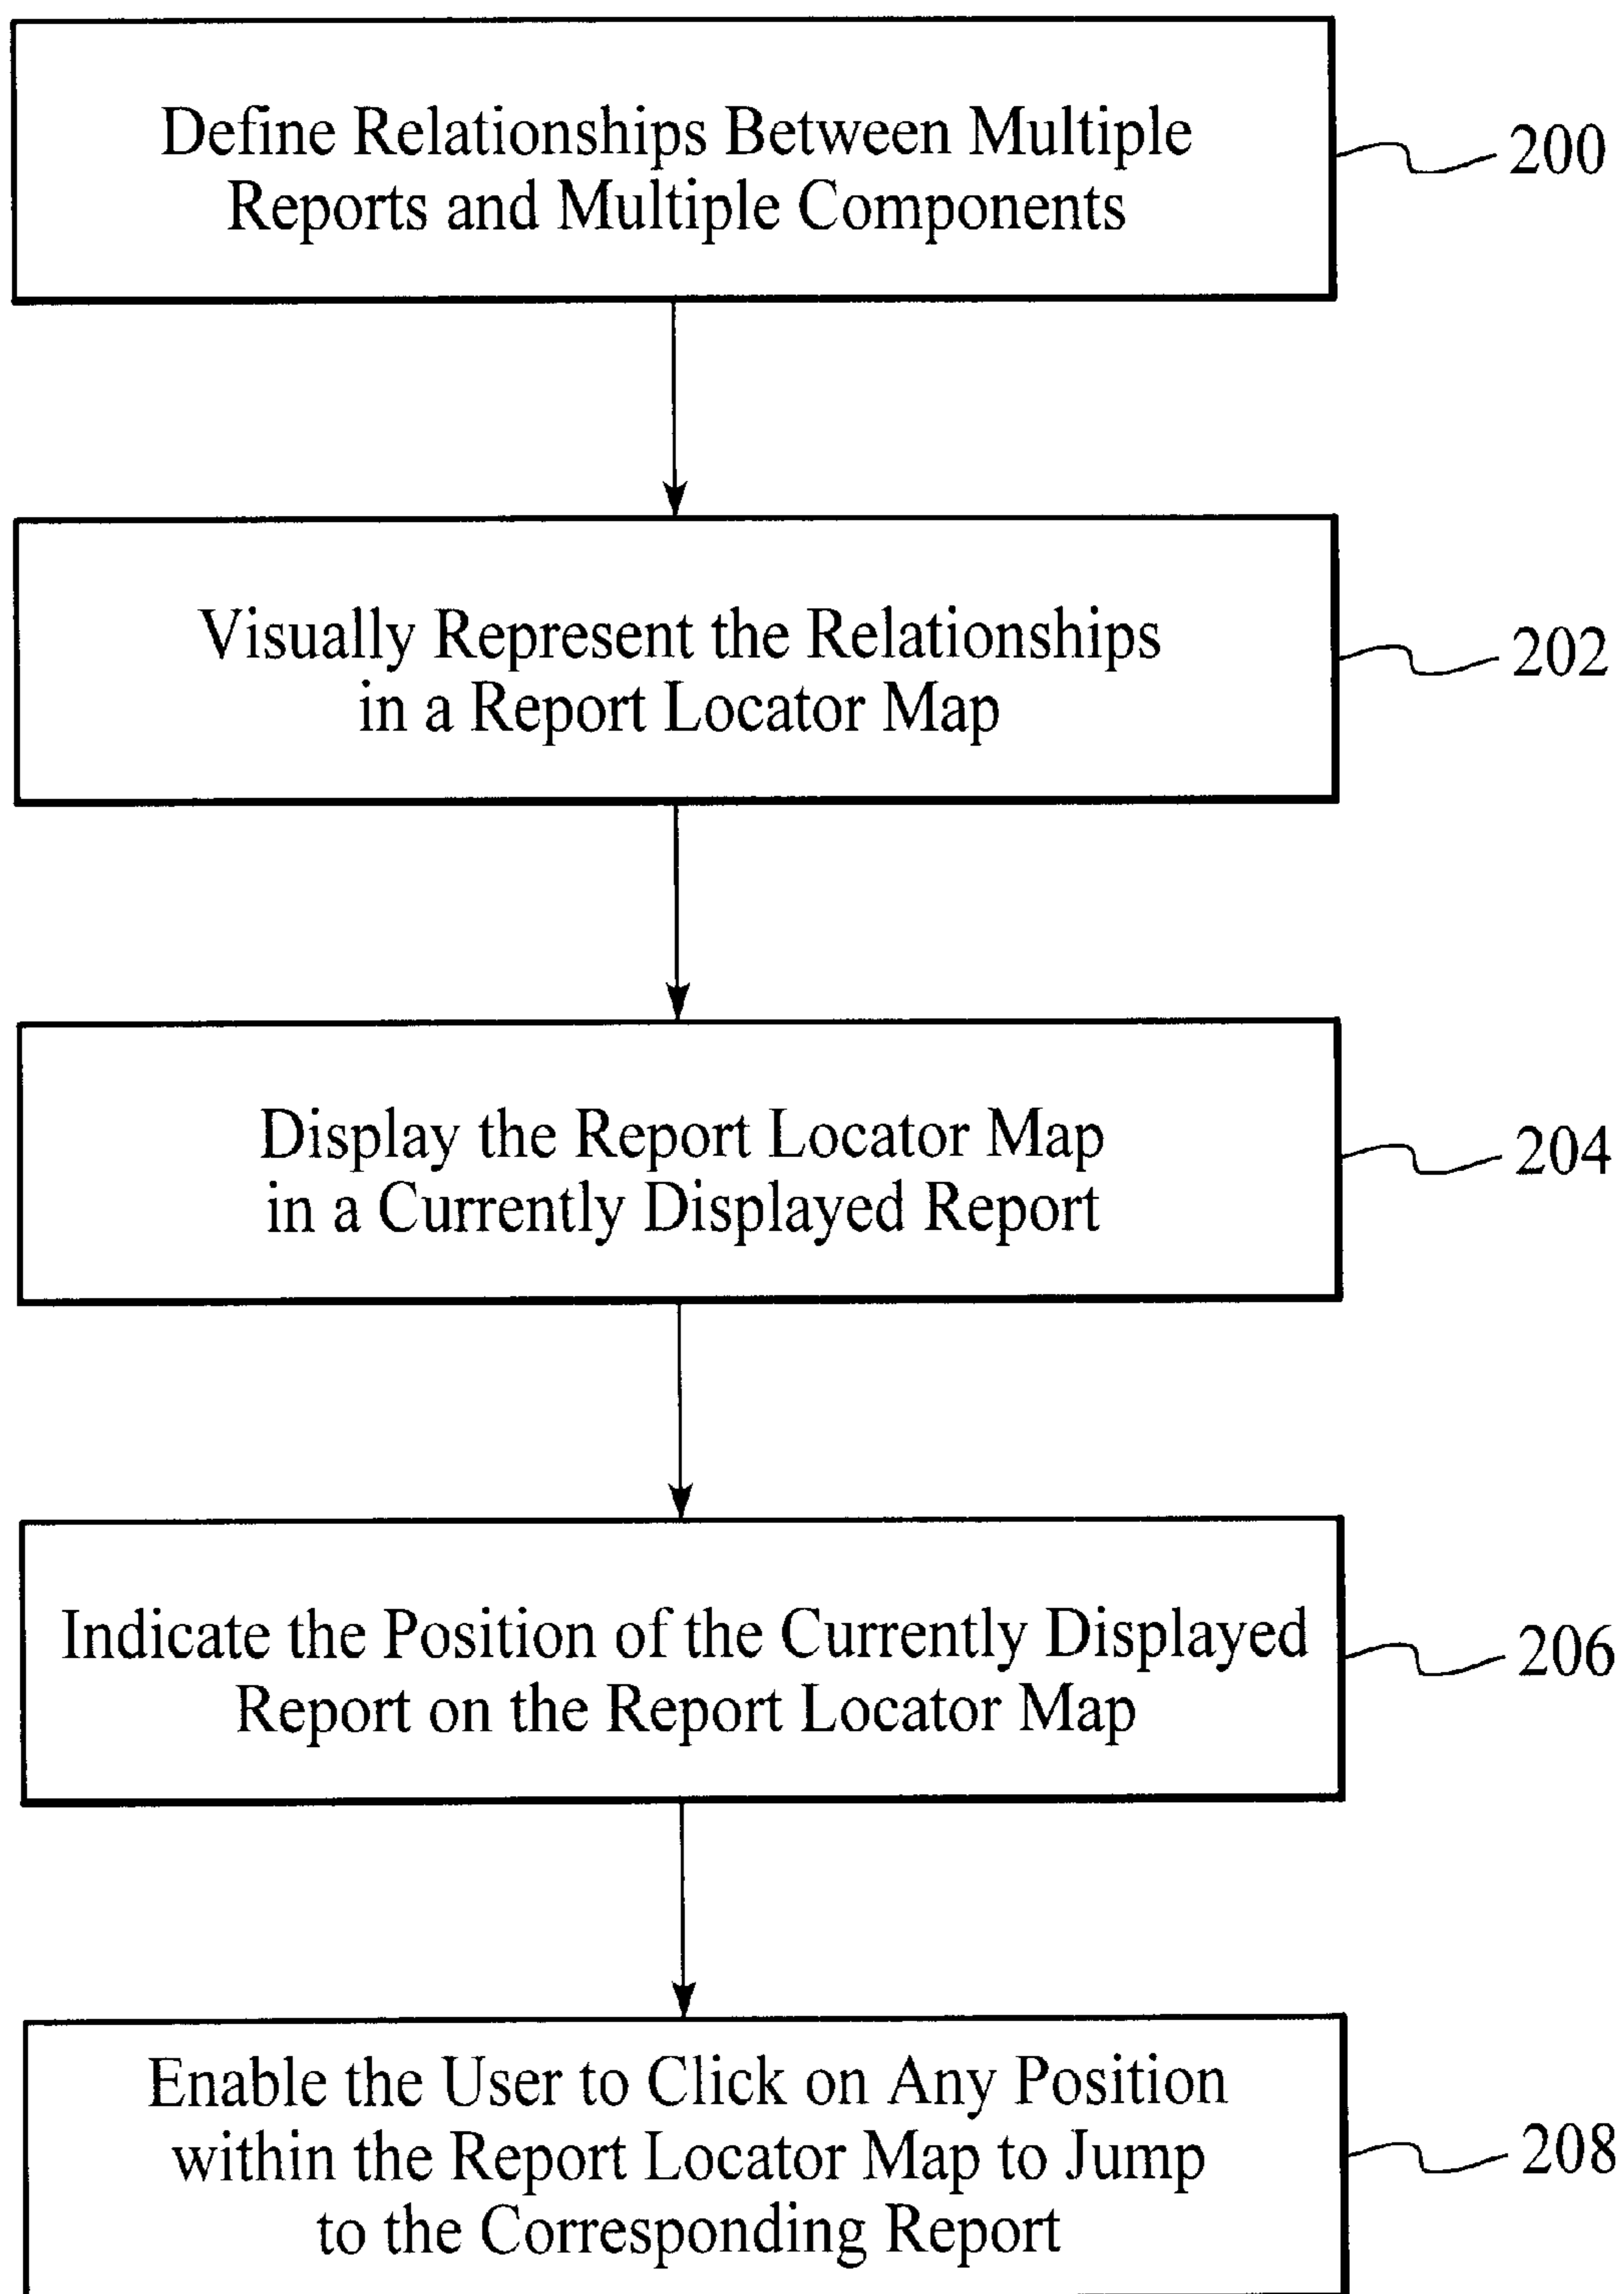 Define Relationships Between Multiple
Reports and Multiple Components
200
Visually Represent the Relationships
in a Report Locator Map
202
Display the Report Locator Map
in a Currently Displayed Report
204
Indicate the Position of the Currently Displayed
Report on the Report Locator Map
206
Enable the User to Click on Any Position
within the Report Locator Map to Jump
to the Corresponding Report
208